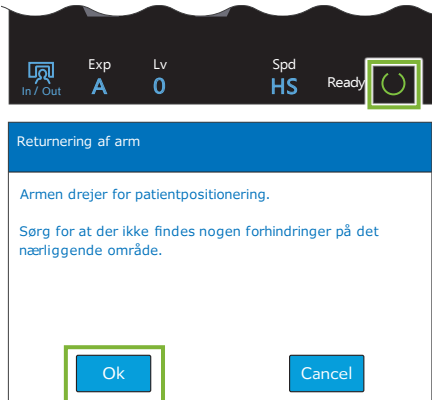 Exp Lv Spd
In / Out A 0 HS Ready
Returnering af arm
Armen drejer for patientpositionering.
Sørg for at der ikke findes nogen forhindringer på det
nærliggende område.
Ok Cancel